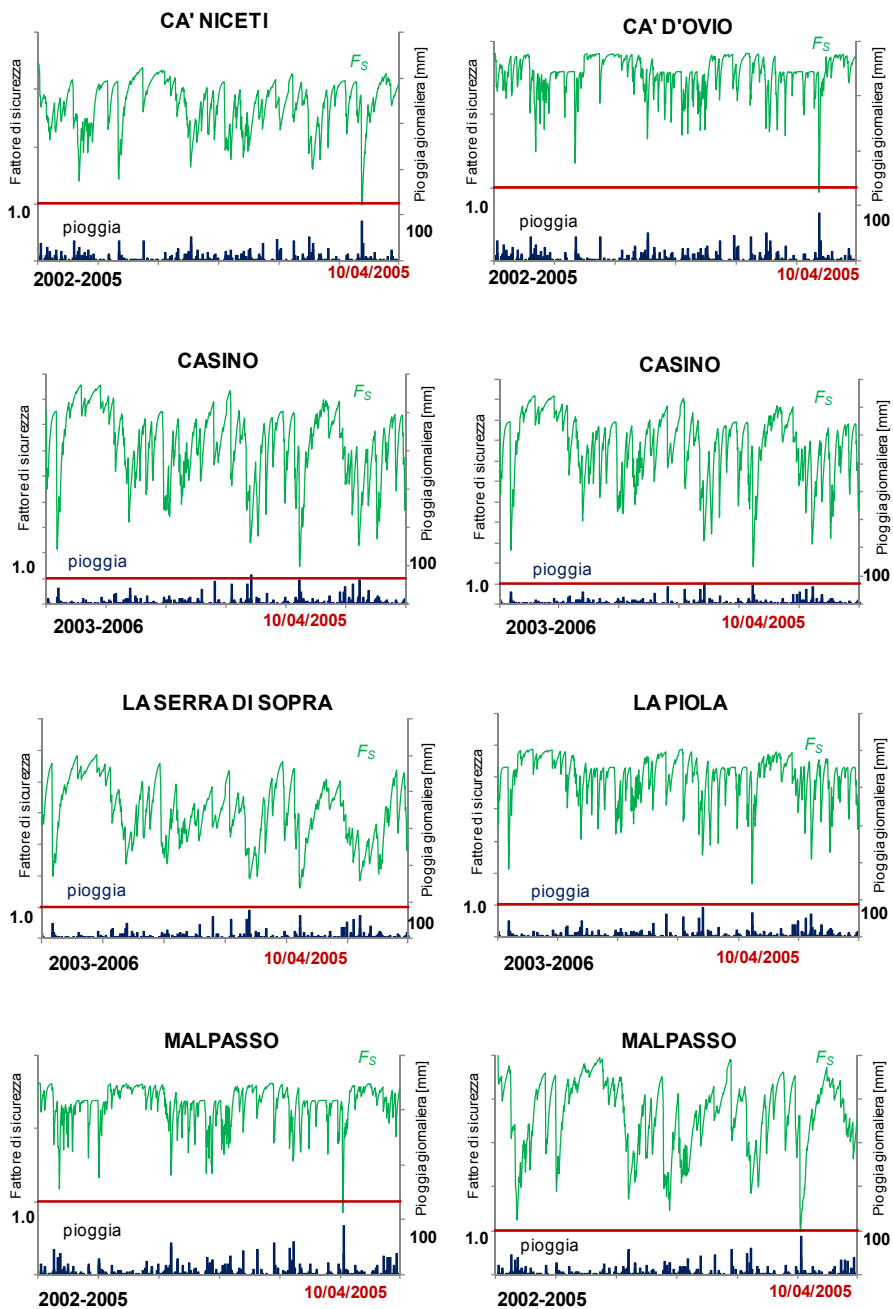 CA' NICETI
Fattore di sicurezza
FS
Pioggia giornaliera [mm]
1.0
pioggia
100
2002-2005
10/04/2005
CA' D'OVIO
Fattore di sicurezza
FS
Pioggia giornaliera [mm]
1.0
pioggia
100
2002-2005
10/04/2005
CASINO
Fattore di sicurezza
FS
Pioggia giornaliera [mm]
1.0
pioggia
100
2003-2006
10/04/2005
CASINO
Fattore di sicurezza
FS
Pioggia giornaliera [mm]
1.0
pioggia
100
2003-2006
10/04/2005
LA SERRA DI SOPRA
Fattore di sicurezza
FS
Pioggia giornaliera [mm]
1.0
pioggia
100
2003-2006
10/04/2005
LA PIOLA
Fattore di sicurezza
FS
Pioggia giornaliera [mm]
1.0
pioggia
100
2003-2006
10/04/2005
MALPASSO
Fattore di sicurezza
FS
Pioggia giornaliera [mm]
1.0
pioggia
100
2002-2005
10/04/2005
MALPASSO
Fattore di sicurezza
FS
Pioggia giornaliera [mm]
1.0
pioggia
100
2002-2005
10/04/2005